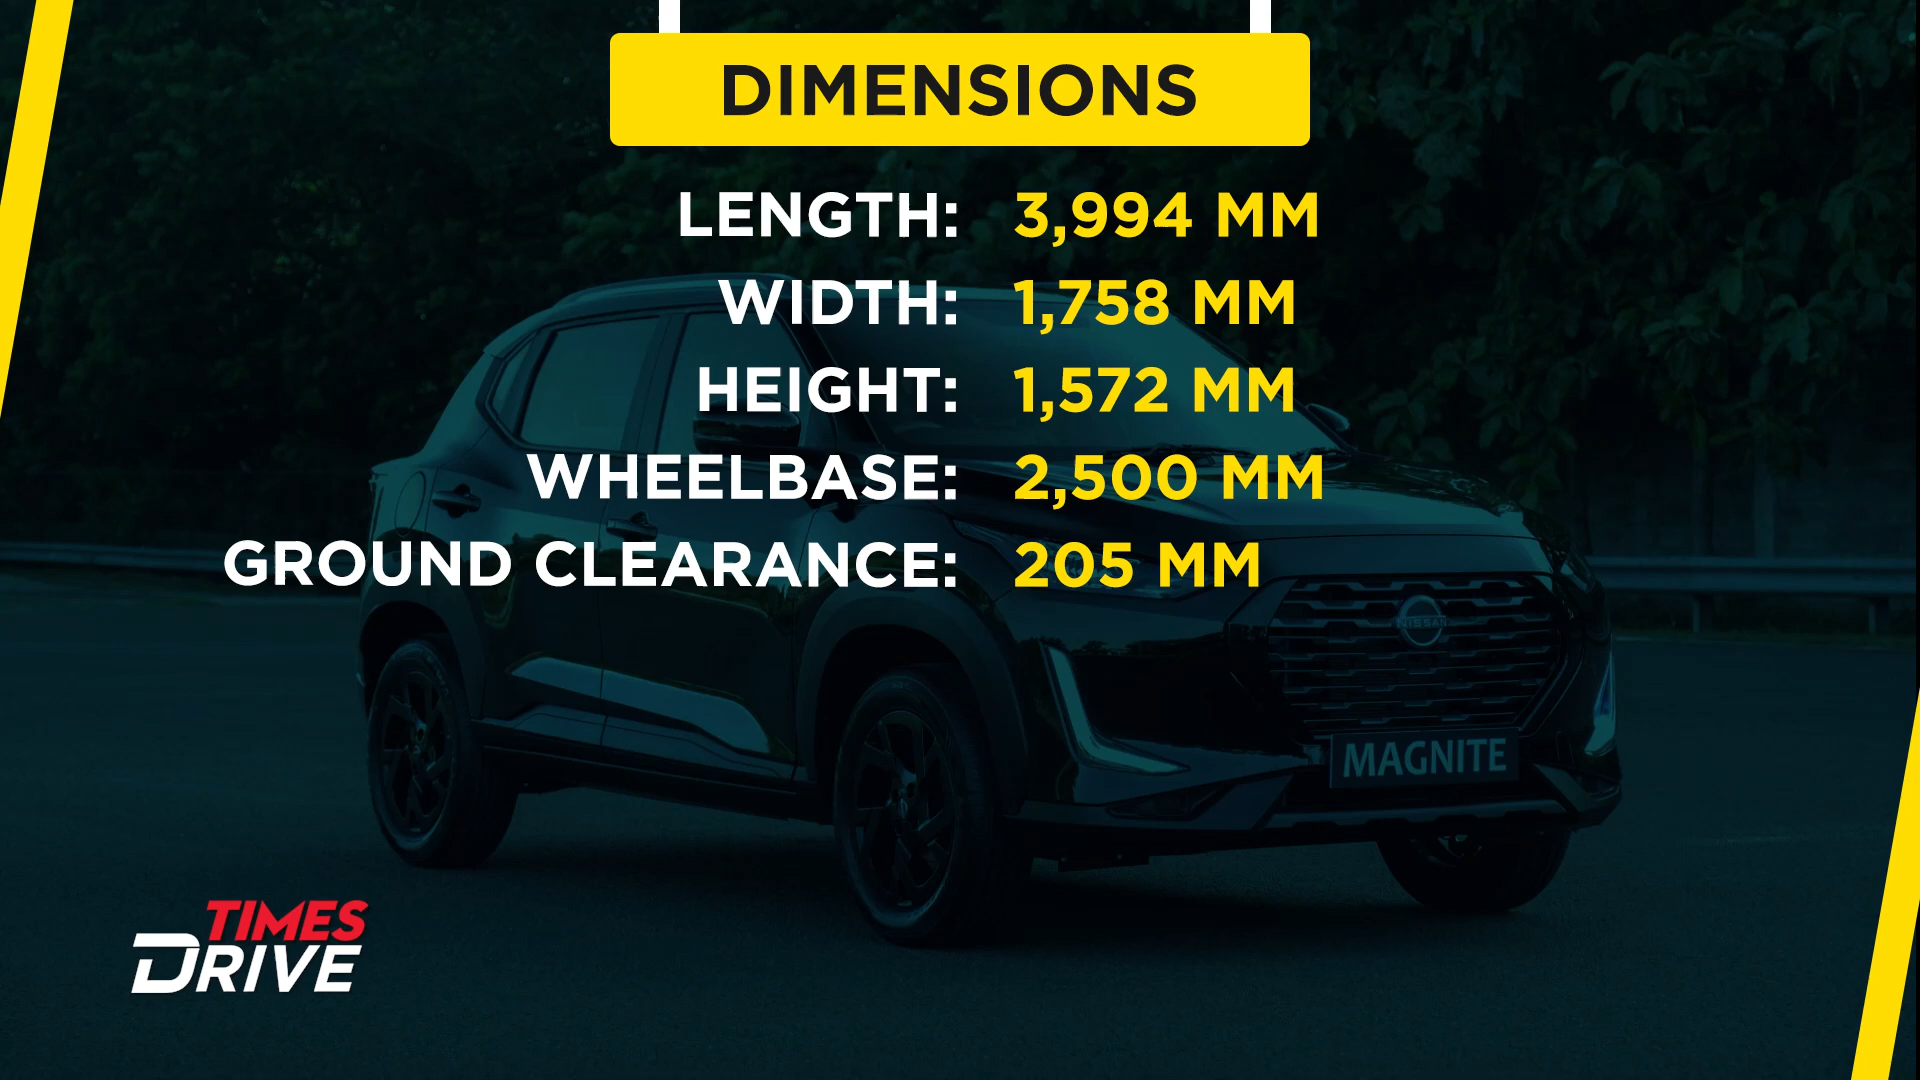 DIMENSIONS
LENGTH: 3,994 MM
WIDTH: 1,758 MM
HEIGHT: 1,572 MM
WHEELBASE: 2,500 MM
GROUND CLEARANCE: 205 MM
NISSAN
MAGNITE
TIMES
DRIVE